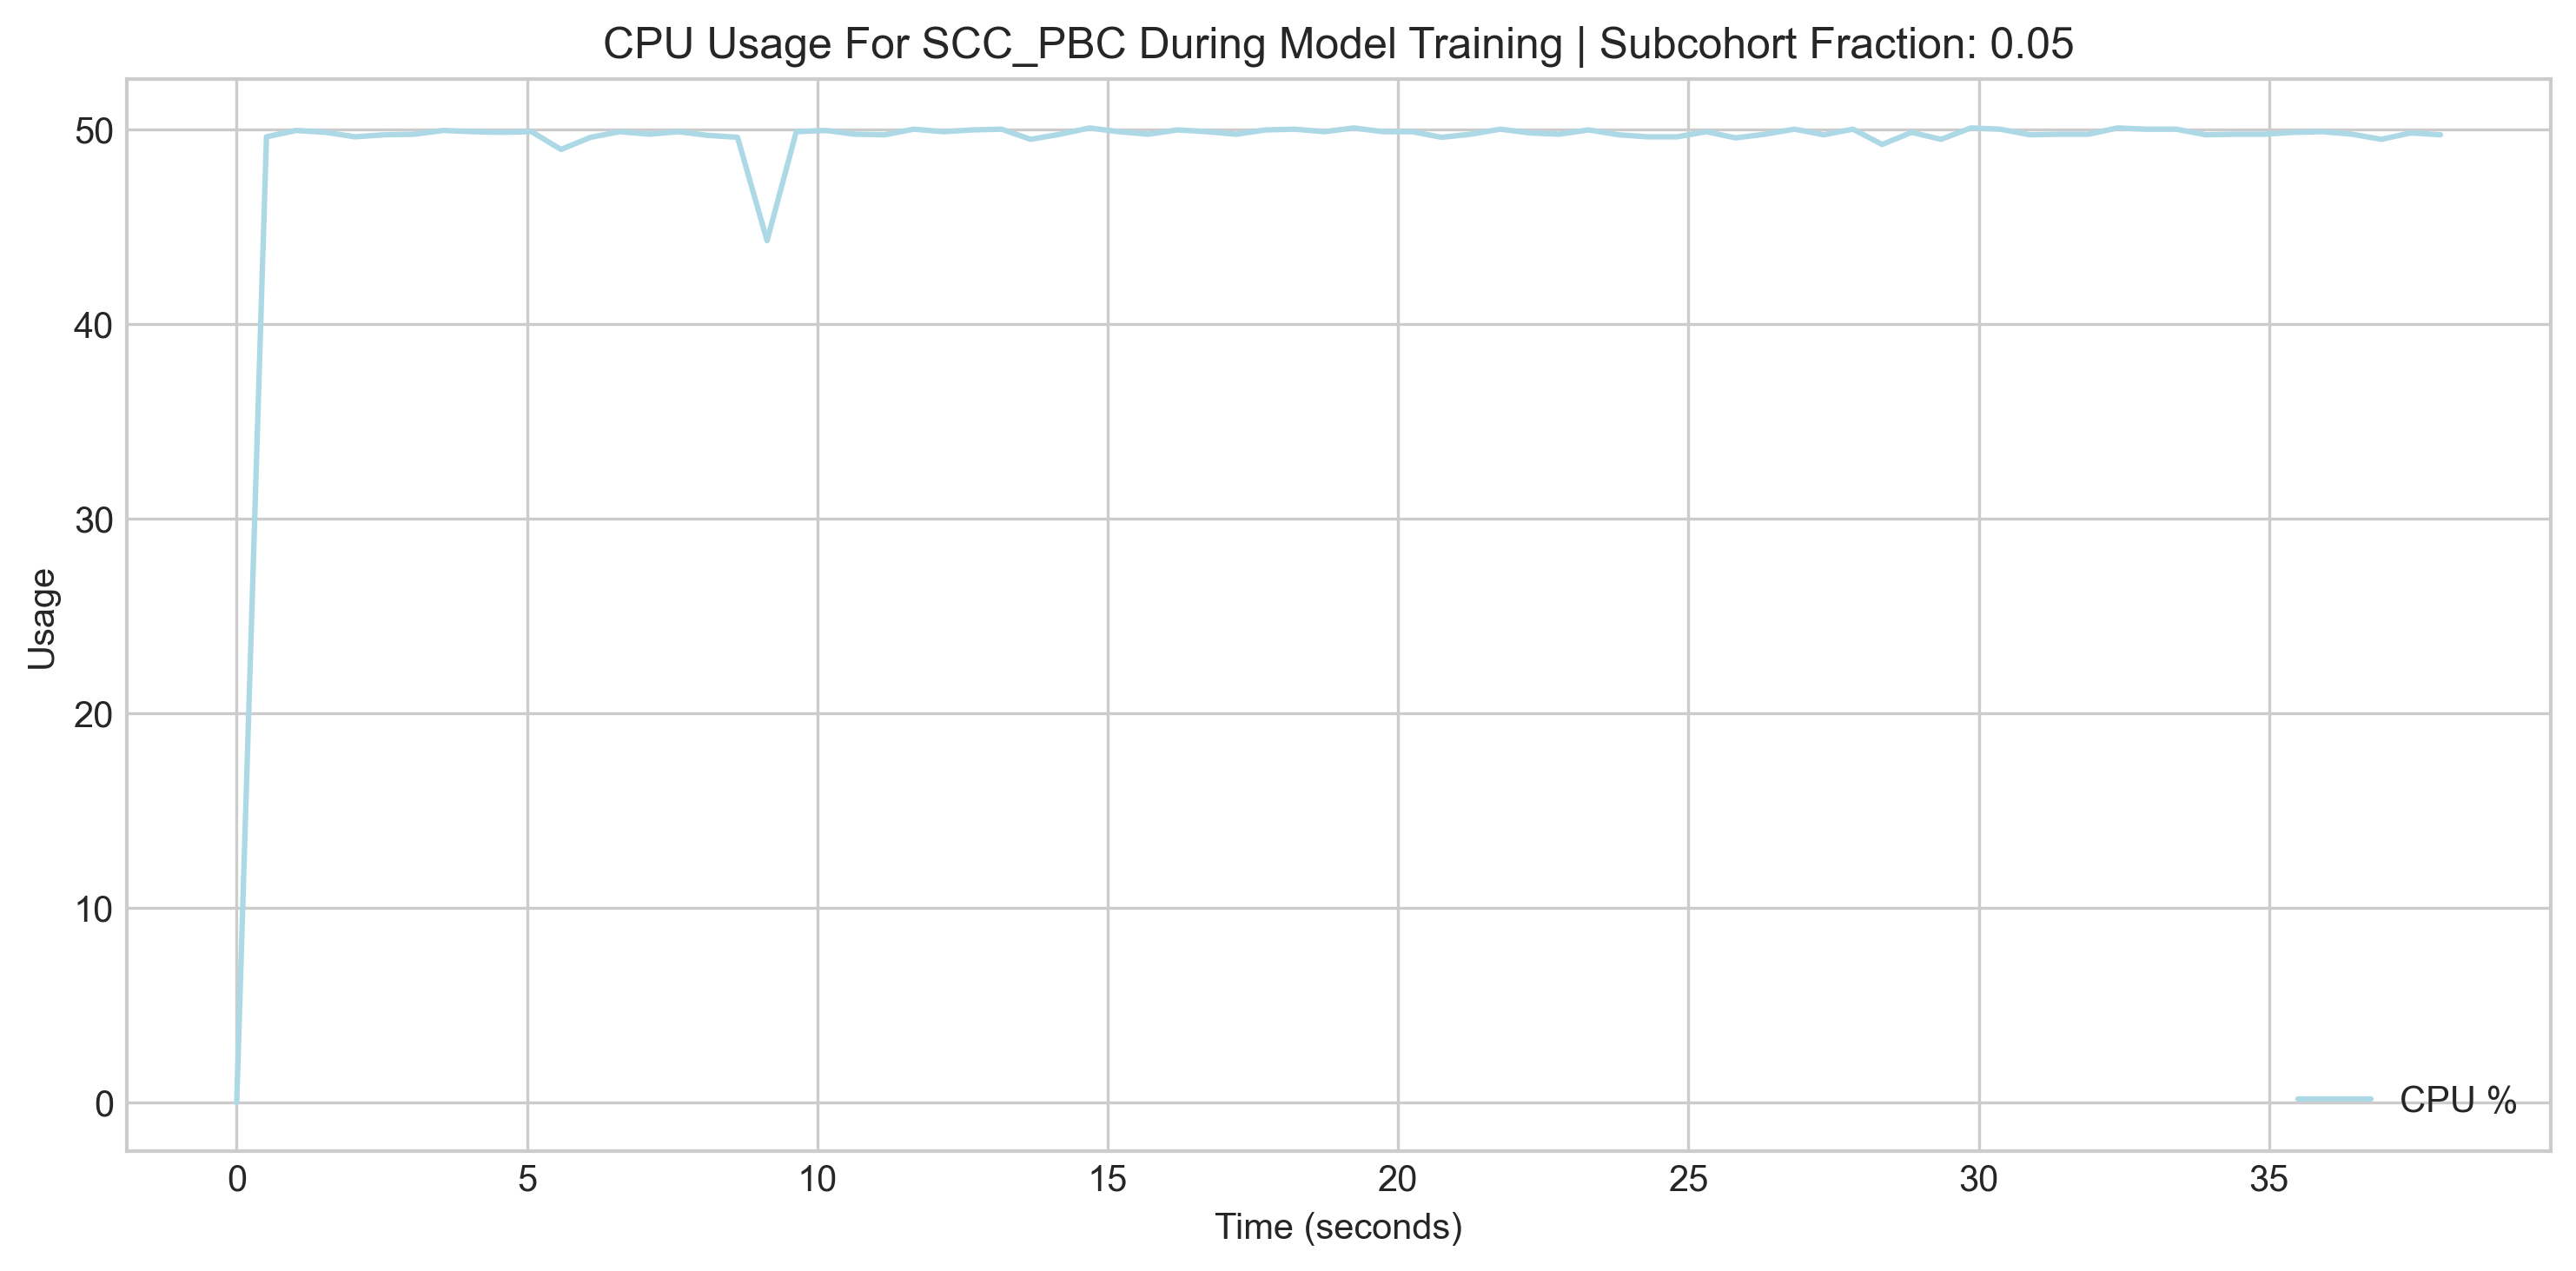 CPU Usage For SCC_PBC During Model Training | Subcohort Fraction: 0.05
50
40
30
20
10
0
Usage
CPU %
0 5 10 15 20 25 30 35
Time (seconds)